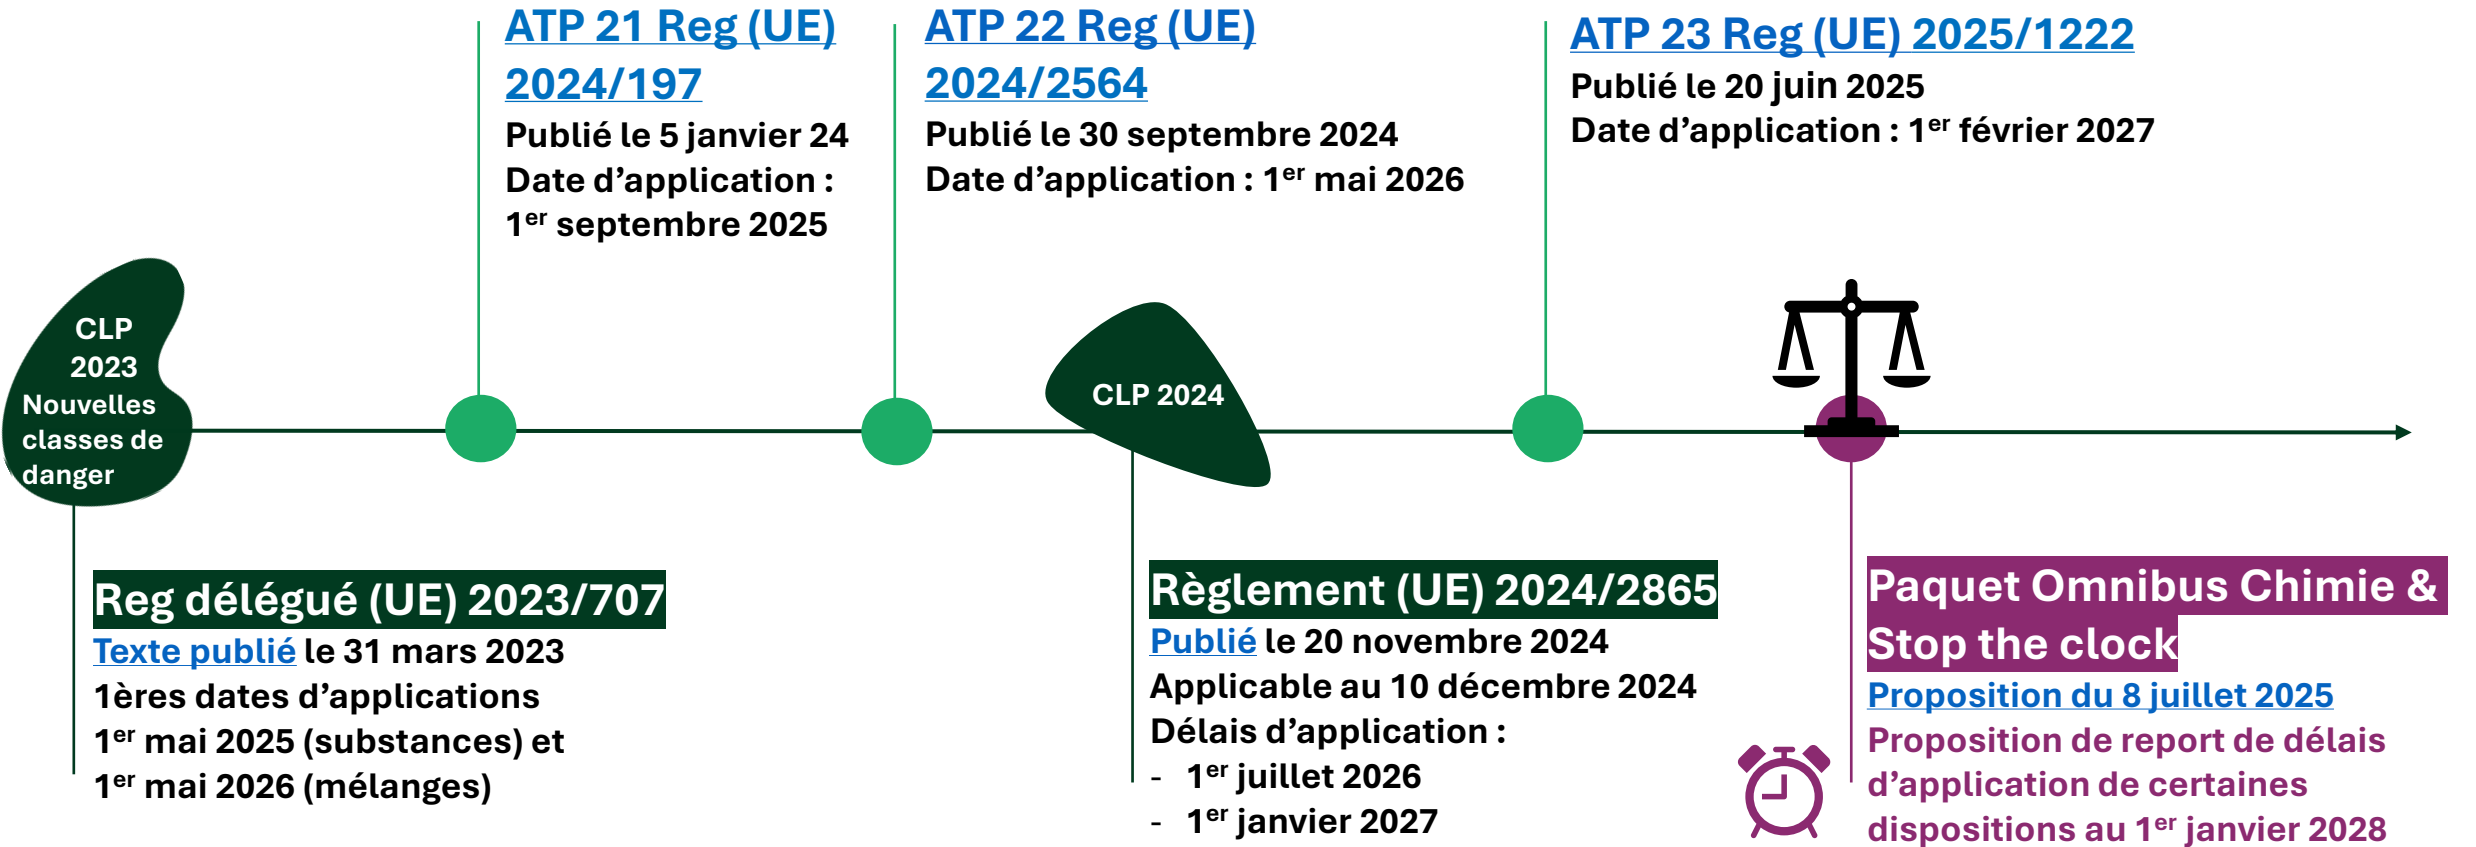 ATP 21 Reg (UE)
2024/197
Publié le 5 janvier 24
Date d’application :
1er septembre 2025
ATP 22 Reg (UE)
2024/2564
Publié le 30 septembre 2024
Date d’application : 1er mai 2026
ATP 23 Reg (UE) 2025/1222
Publié le 20 juin 2025
Date d’application : 1er février 2027
CLP
2023
Nouvelles
classes de
danger
CLP 2024
Reg délégué (UE) 2023/707
Texte publié le 31 mars 2023
1ères dates d’applications
1er mai 2025 (substances) et
1er mai 2026 (mélanges)
Règlement (UE) 2024/2865
Publié le 20 novembre 2024
Applicable au 10 décembre 2024
Délais d’application :
- 1er juillet 2026
- 1er janvier 2027
Paquet Omnibus Chimie &
Stop the clock
Proposition du 8 juillet 2025
Proposition de report de délais
d’application de certaines
dispositions au 1er janvier 2028